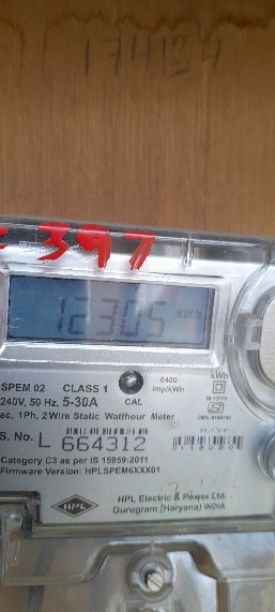 174134
397
12305 KWh
SPEM 02 CLASS 1
240V, 50 Hz, 5-30A CAL
6400
imp/kWh
kWh
ac. 1Ph, 2Wire Static Watthour Meter
S. No. L 664312
Category C3 as per IS 15959:2011
Firmware Version: HPLSPEM6XXX01
HPL
HPL Electric & Power Ltd.
Gurugram (Haryana) INDIA